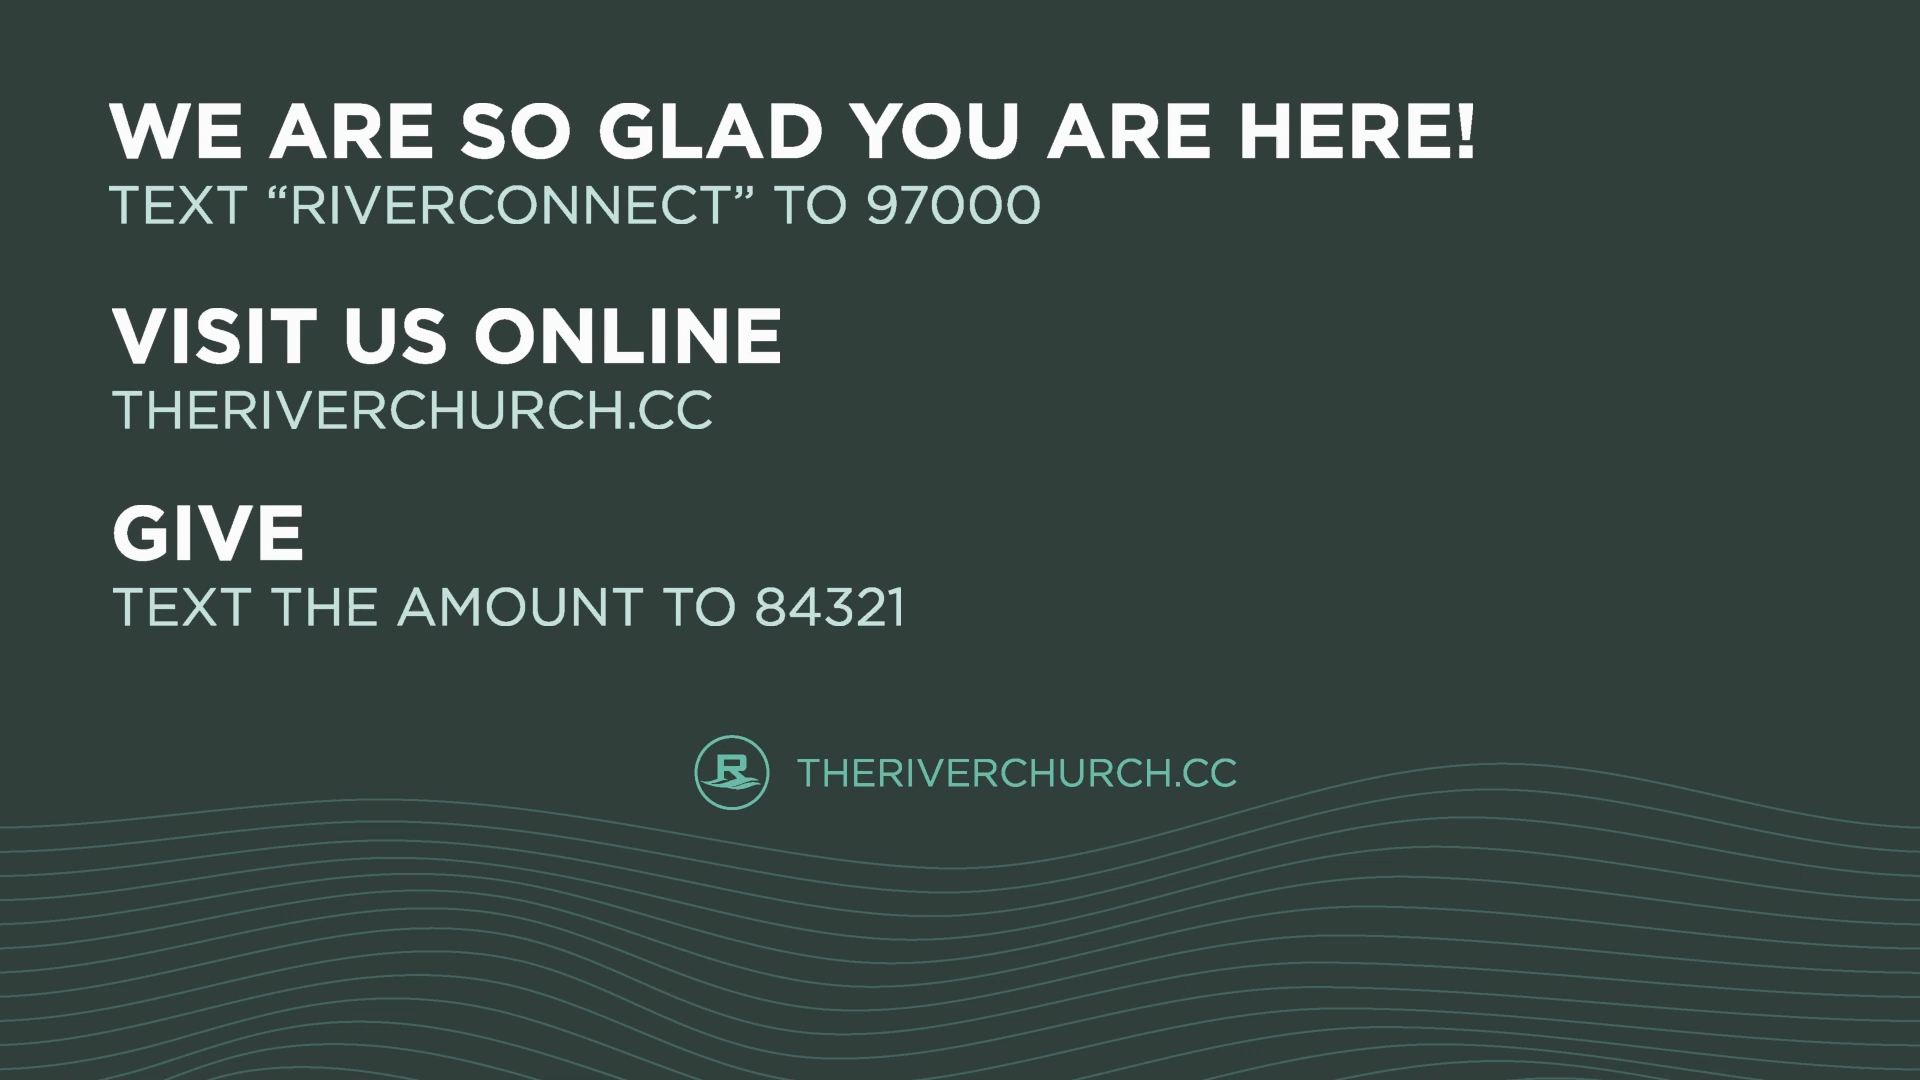 WE ARE SO GLAD YOU ARE HERE!
TEXT “RIVERCONNECT” TO 97000
VISIT US ONLINE
THERIVERCHURCH.CC
GIVE
TEXT THE AMOUNT TO 84321
R THERIVERCHURCH.CC